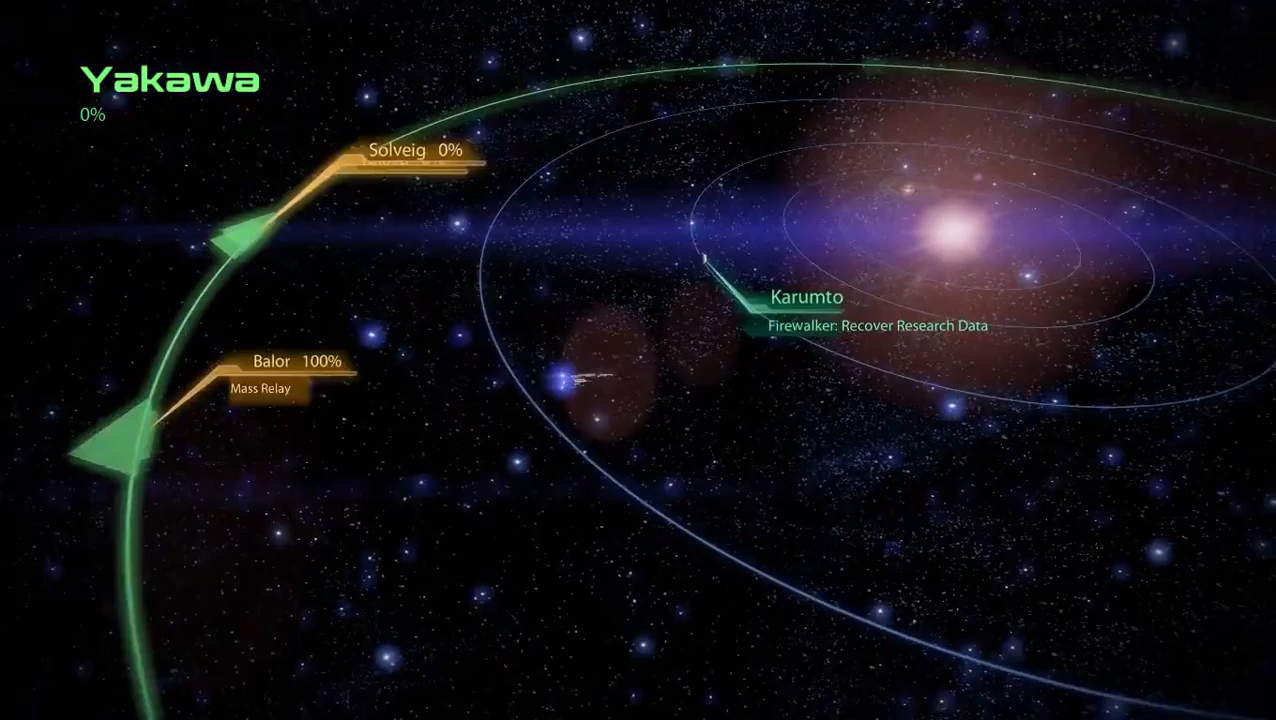 Yakawa
0%
Solveig 0%
Karumto
Firewalker: Recover Research Data
Balor 100%
Mass Relay